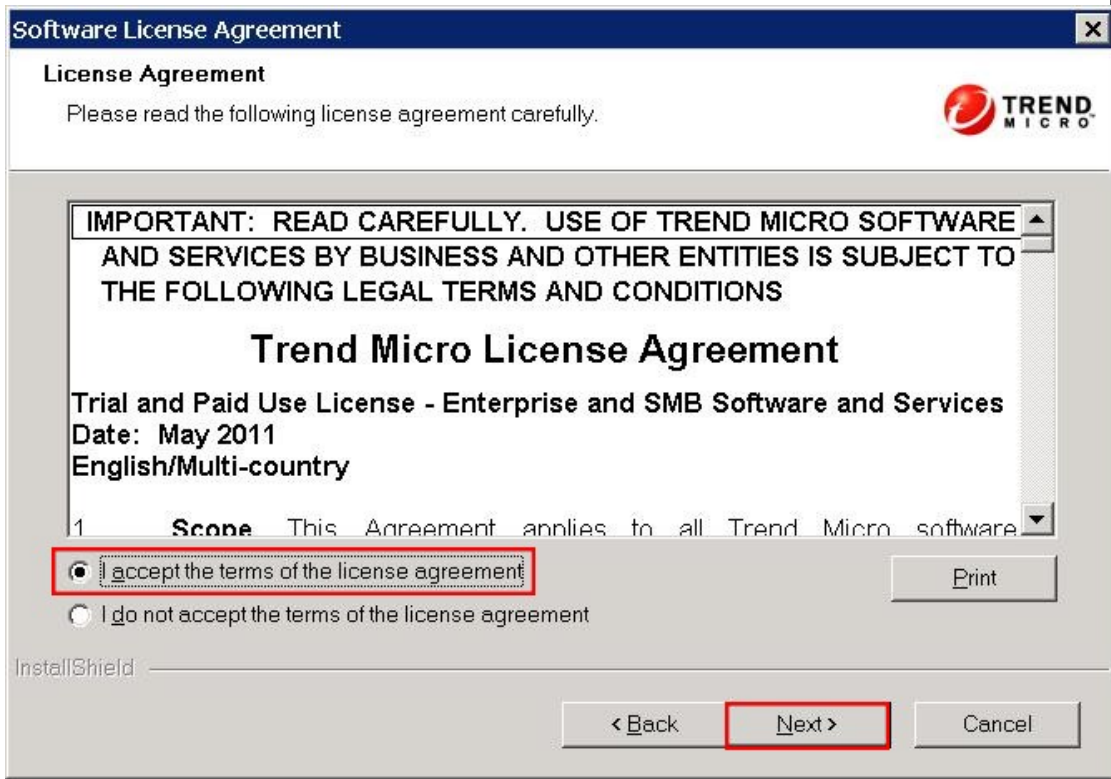 Software License Agreement
License Agreement
Please read the following license agreement carefully.
TREND
MICRO
IMPORTANT: READ CAREFULLY. USE OF TREND MICRO SOFTWARE
AND SERVICES BY BUSINESS AND OTHER ENTITIES IS SUBJECT TO
THE FOLLOWING LEGAL TERMS AND CONDITIONS
Trend Micro License Agreement
Trial and Paid Use License - Enterprise and SMB Software and Services
Date: May 2011
English/Multi-country
1. Scope. This Agreement applies to all Trend Micro software
I accept the terms of the license agreement
Print
I do not accept the terms of the license agreement
InstallShield
< Back
Next >
Cancel